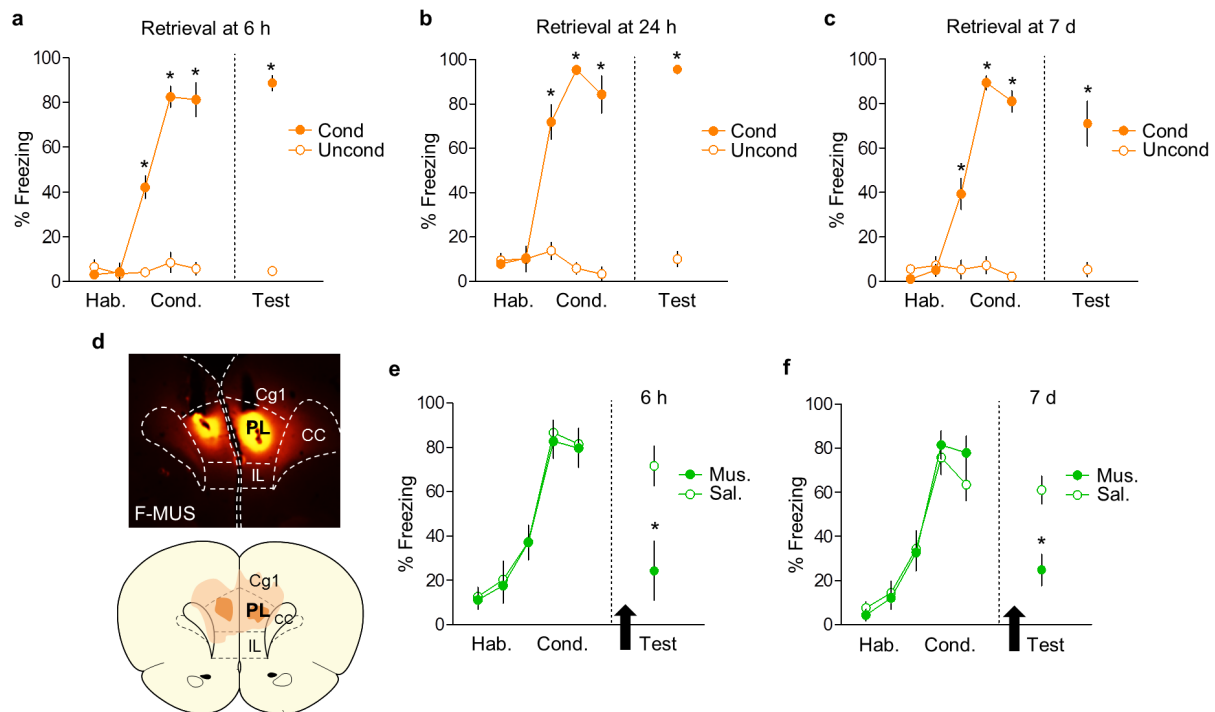 a
Retrieval at 6 h
% Freezing
100
80
60
40
20
0
*
*
*
*
Cond
Uncond
Hab.
Cond.
Test
b
Retrieval at 24 h
% Freezing
100
80
60
40
20
0
*
*
*
*
Cond
Uncond
Hab.
Cond.
Test
c
Retrieval at 7 d
% Freezing
100
80
60
40
20
0
*
*
*
*
Cond
Uncond
Hab.
Cond.
Test
d
Cg1
PL
CC
IL
F-MUS
Cg1
PL
CC
IL
e
6 h
% Freezing
100
80
60
40
20
0
*
Mus.
Sal.
Hab.
Cond.
Test
f
7 d
% Freezing
100
80
60
40
20
0
*
Mus.
Sal.
Hab.
Cond.
Test